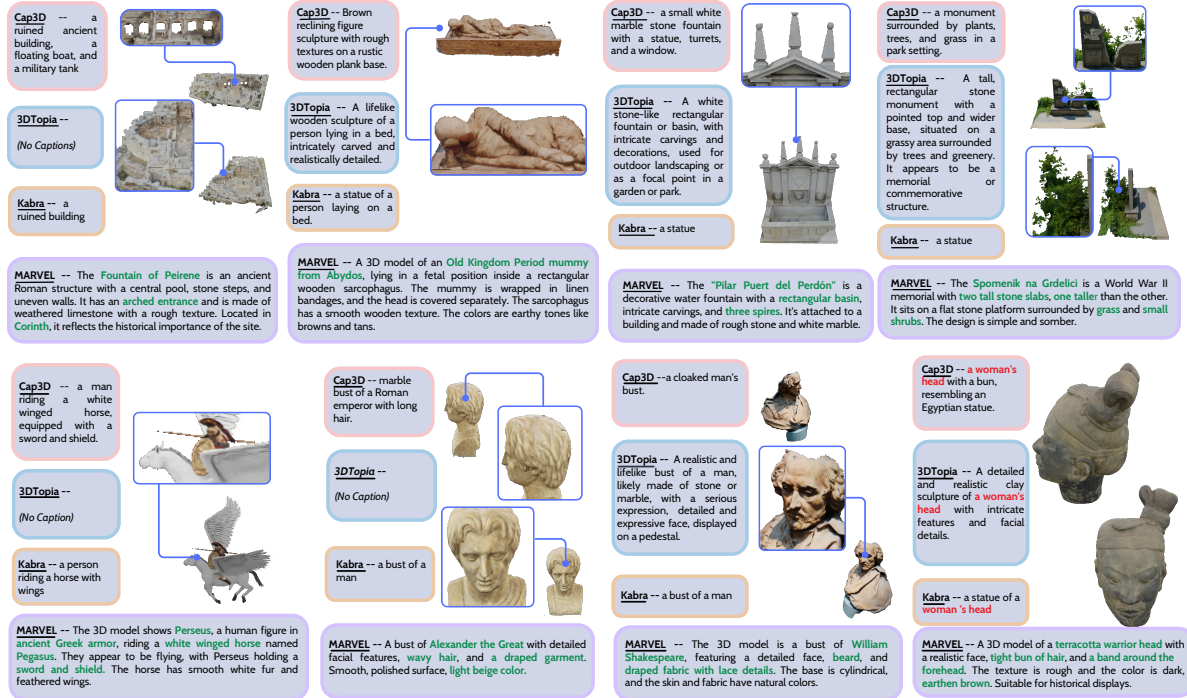 Cap3D -- a
ruined ancient
building, a
floating boat, and
a military tank
3DTopia --
(No Captions)
Kabra -- a
ruined building
MARVEL -- The Fountain of Peirene is an ancient
Roman structure with a central pool, stone steps, and
uneven walls. It has an arched entrance and is made of
weathered limestone with a rough texture. Located in
Corinth, it reflects the historical importance of the site.
Cap3D -- Brown
reclining figure
sculpture with rough
textures on a rustic
wooden plank base.
3DTopia -- A lifelike
wooden sculpture of a
person lying in a bed,
intricately carved and
realistically detailed.
Kabra -- a statue of a
person laying on a
bed.
MARVEL -- A 3D model of an Old Kingdom Period mummy
from Abydos, lying in a fetal position inside a rectangular
wooden sarcophagus. The mummy is wrapped in linen
bandages, and the head is covered separately. The sarcophagus
has a smooth wooden texture. The colors are earthy tones like
browns and tans.
Cap3D -- a small white
marble stone fountain
with a statue, turrets,
and a window.
3DTopia -- A white
stone-like rectangular
fountain or basin, with
intricate carvings and
decorations, used for
outdoor landscaping or
as a focal point in a
garden or park.
Kabra -- a statue
MARVEL -- The "Pilar Puert del Perdón" is a
decorative water fountain with a rectangular basin,
intricate carvings, and three spires. It's attached to a
building and made of rough stone and white marble.
Cap3D -- a monument
surrounded by plants,
trees, and grass in a
park setting.
3DTopia -- A tall,
rectangular stone
monument with a
pointed top and wider
base, situated on a
grassy area surrounded
by trees and greenery.
It appears to be a
memorial or
commemorative
structure.
Kabra -- a statue
MARVEL -- The Spomenik na Grdelici is a World War II
memorial with two tall stone slabs, one taller than the other.
It sits on a flat stone platform surrounded by grass and small
shrubs. The design is simple and somber.
Cap3D -- a man
riding a white
winged horse,
equipped with a
sword and shield.
3DTopia --
(No Caption)
Kabra -- a person
riding a horse with
wings
MARVEL -- The 3D model shows Perseus, a human figure in
ancient Greek armor, riding a white winged horse named
Pegasus. They appear to be flying, with Perseus holding a
sword and shield. The horse has smooth white fur and
feathered wings.
Cap3D -- marble
bust of a Roman
emperor with long
hair.
3DTopia --
(No Caption)
Kabra -- a bust of a
man
MARVEL -- A bust of Alexander the Great with detailed
facial features, wavy hair, and a draped garment.
Smooth, polished surface, light beige color.
Cap3D --a cloaked man's
bust.
3DTopia -- A realistic and
lifelike bust of a man,
likely made of stone or
marble, with a serious
expression, detailed and
expressive face, displayed
on a pedestal.
Kabra -- a bust of a man
MARVEL -- The 3D model is a bust of William
Shakespeare, featuring a detailed face, beard, and
draped fabric with lace details. The base is cylindrical,
and the skin and fabric have natural colors.
Cap3D -- a woman's
head with a bun,
resembling an
Egyptian statue.
3DTopia -- A detailed
and realistic clay
sculpture of a woman's
head with intricate
features and facial
details.
Kabra -- a statue of a
woman 's head
MARVEL -- A 3D model of a terracotta warrior head with
a realistic face, tight bun of hair, and a band around the
forehead. The texture is rough and the color is dark,
earthen brown. Suitable for historical displays.